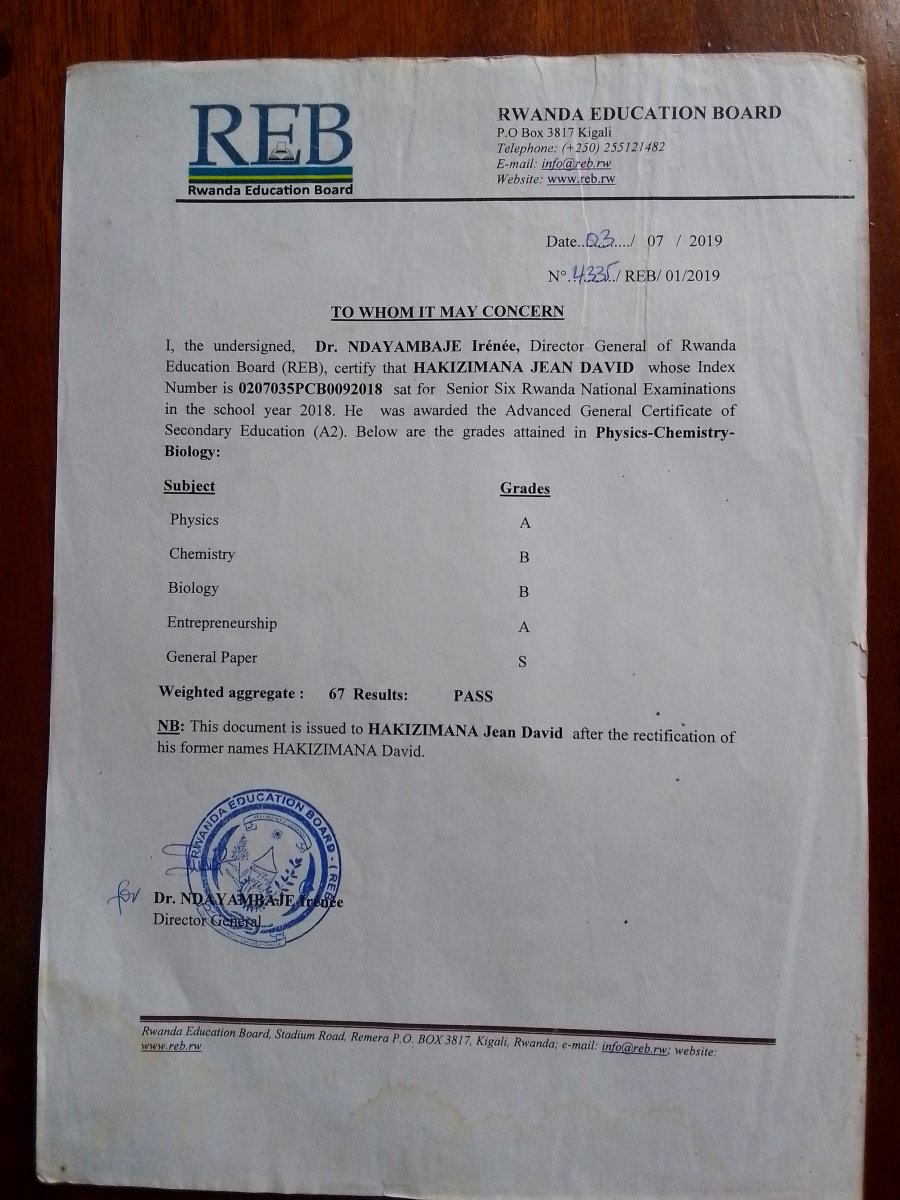 REB
Rwanda Education Board
RWANDA EDUCATION BOARD
P.O Box 3817 Kigali
Telephone: (+250) 255121482
E-mail: info@reb.rw
Website: www.reb.rw
Date..03..../ 07 / 2019
N°.4335./ REB/ 01/2019
TO WHOM IT MAY CONCERN
I, the undersigned, Dr. NDAYAMBAJE Irénée, Director General of Rwanda
Education Board (REB), certify that HAKIZIMANA JEAN DAVID whose Index
Number is 0207035PCB0092018 sat for Senior Six Rwanda National Examinations
in the school year 2018. He was awarded the Advanced General Certificate of
Secondary Education (A2). Below are the grades attained in Physics-Chemistry-
Biology:
Subject Grades
Physics A
Chemistry B
Biology B
Entrepreneurship A
General Paper S
Weighted aggregate : 67 Results: PASS
NB: This document is issued to HAKIZIMANA Jean David after the rectification of
his former names HAKIZIMANA David.
RWANDA EDUCATION BOARD - (REB
for Dr. NDAYAMBAJE Irénée
Director General
Rwanda Education Board, Stadium Road, Remera P.O. BOX 3817, Kigali, Rwanda; e-mail: info@reb.rw; website:
www.reb.rw